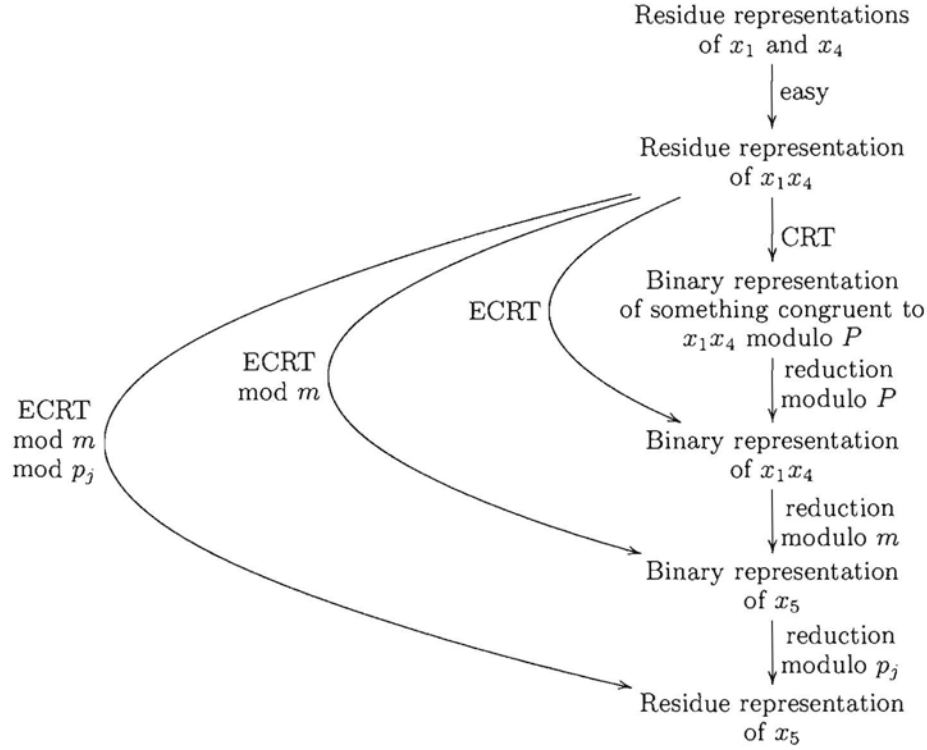 Residue representations
of x₁ and x₄
easy
Residue representation
of x₁x₄
CRT
Binary representation
of something congruent to
x₁x₄ modulo P
ECRT
reduction
modulo P
ECRT
mod m
ECRT
mod m
mod pⱼ
Binary representation
of x₁x₄
reduction
modulo m
Binary representation
of x₅
reduction
modulo pⱼ
Residue representation
of x₅